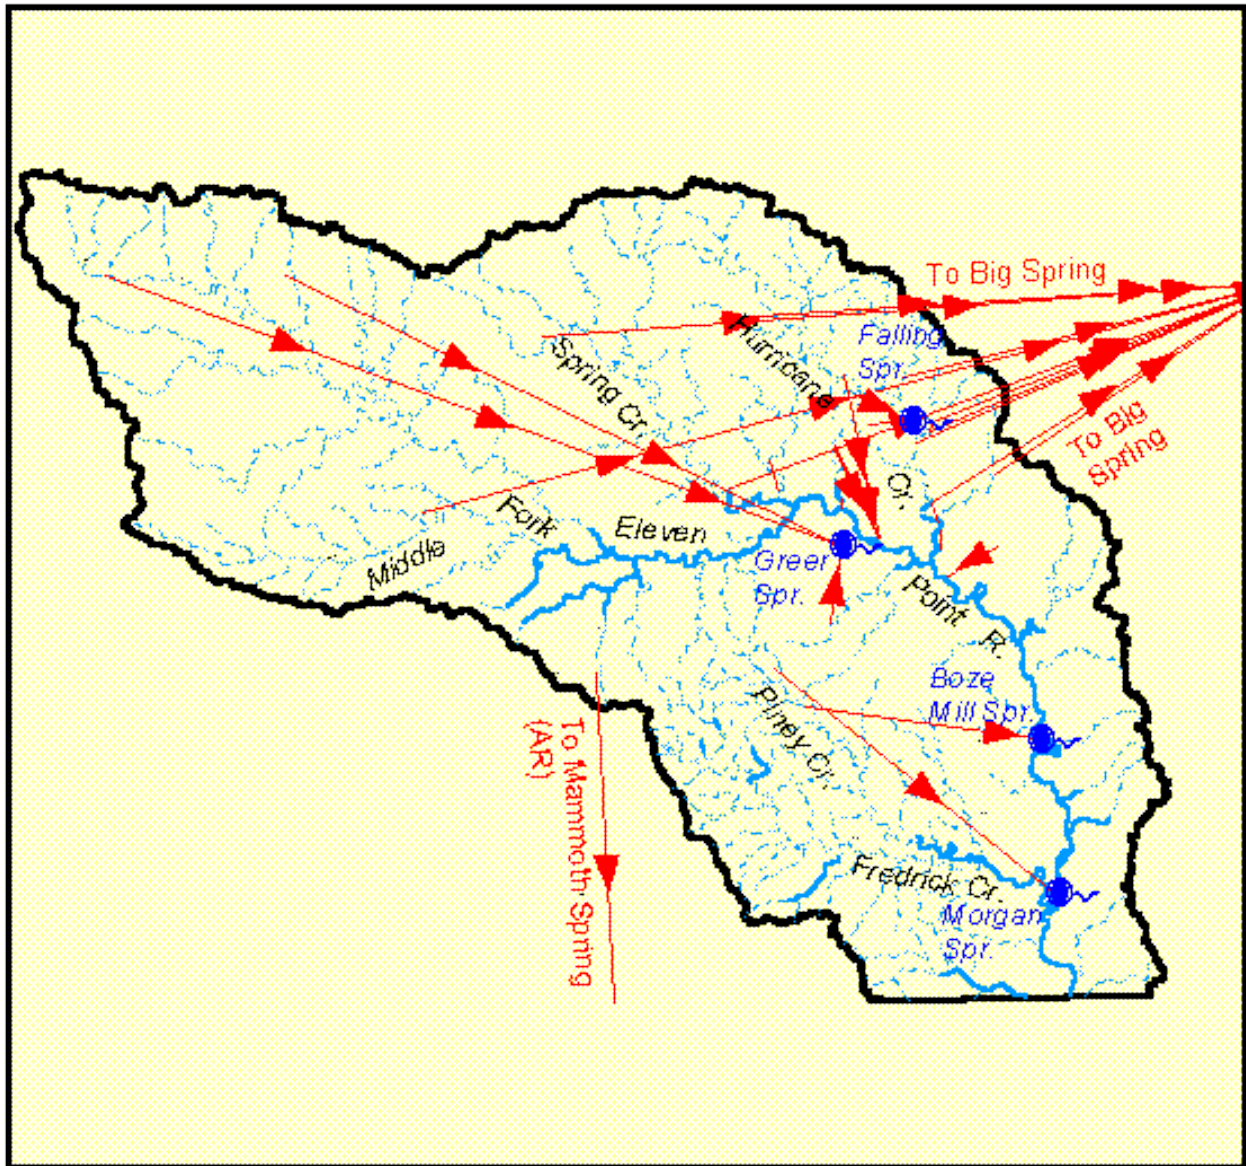 To Big Spring
Hurricane
Cr.
Falling
Spr.
Spring Cr.
To Big
Spring
Middle
Fork
Eleven
Point R.
Greer
Spr.
Boze
Mill Spr.
Piney Cr.
To Mammoth Spring
(AR)
Fredrick Cr.
Morgan
Spr.